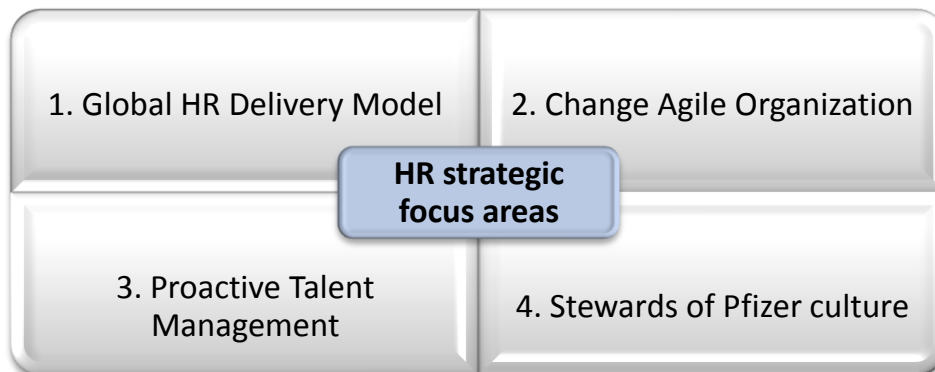 1. Global HR Delivery Model
2. Change Agile Organization
HR strategic
focus areas
3. Proactive Talent
Management
4. Stewards of Pfizer culture